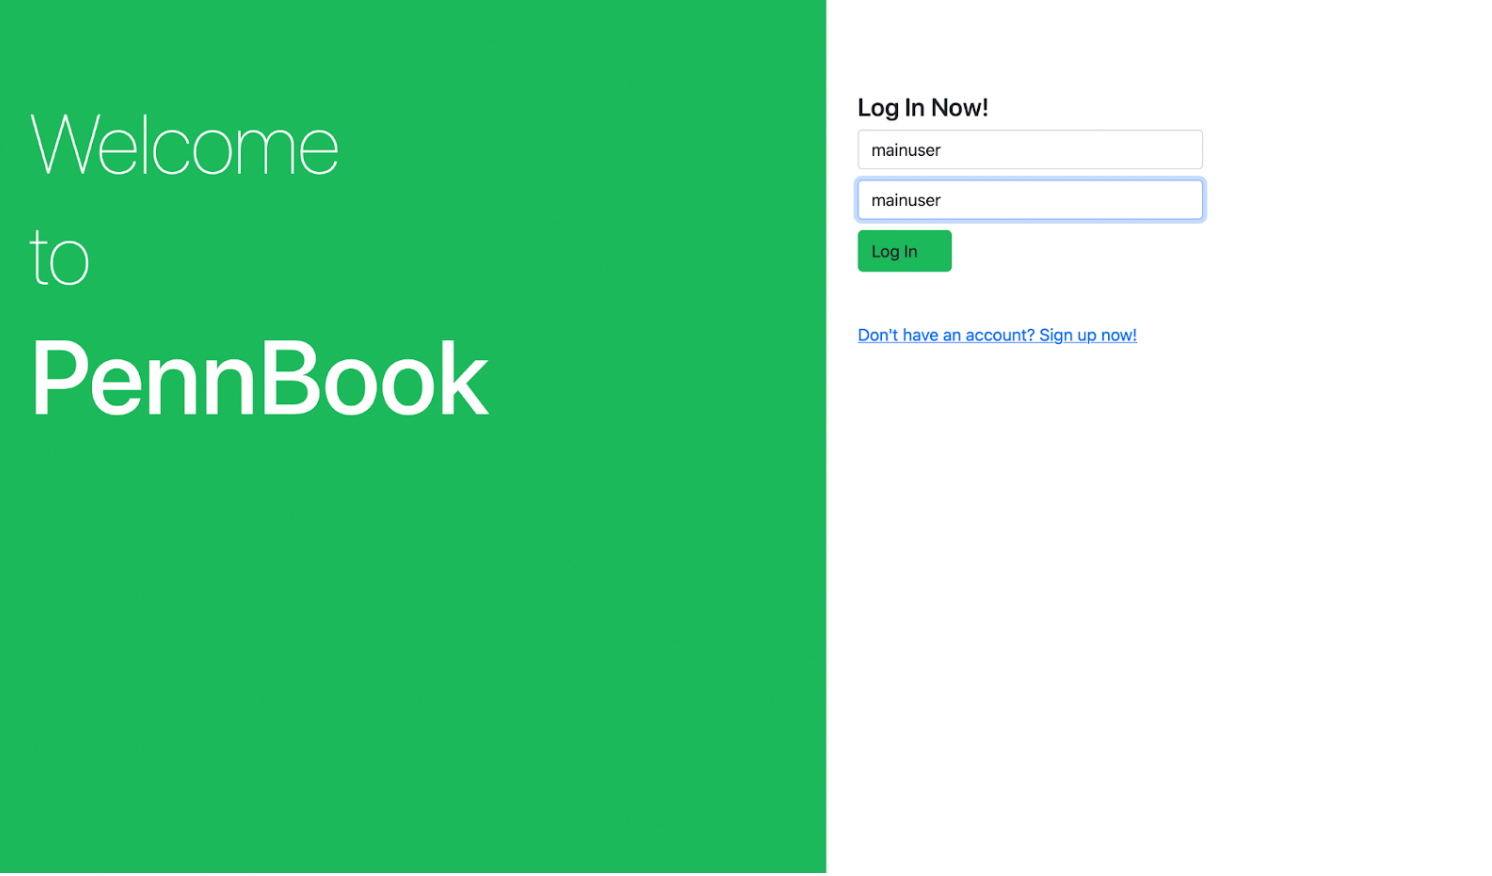 Welcome
to
PennBook
Log In Now!
mainuser
mainuser
Log In
Don't have an account? Sign up now!